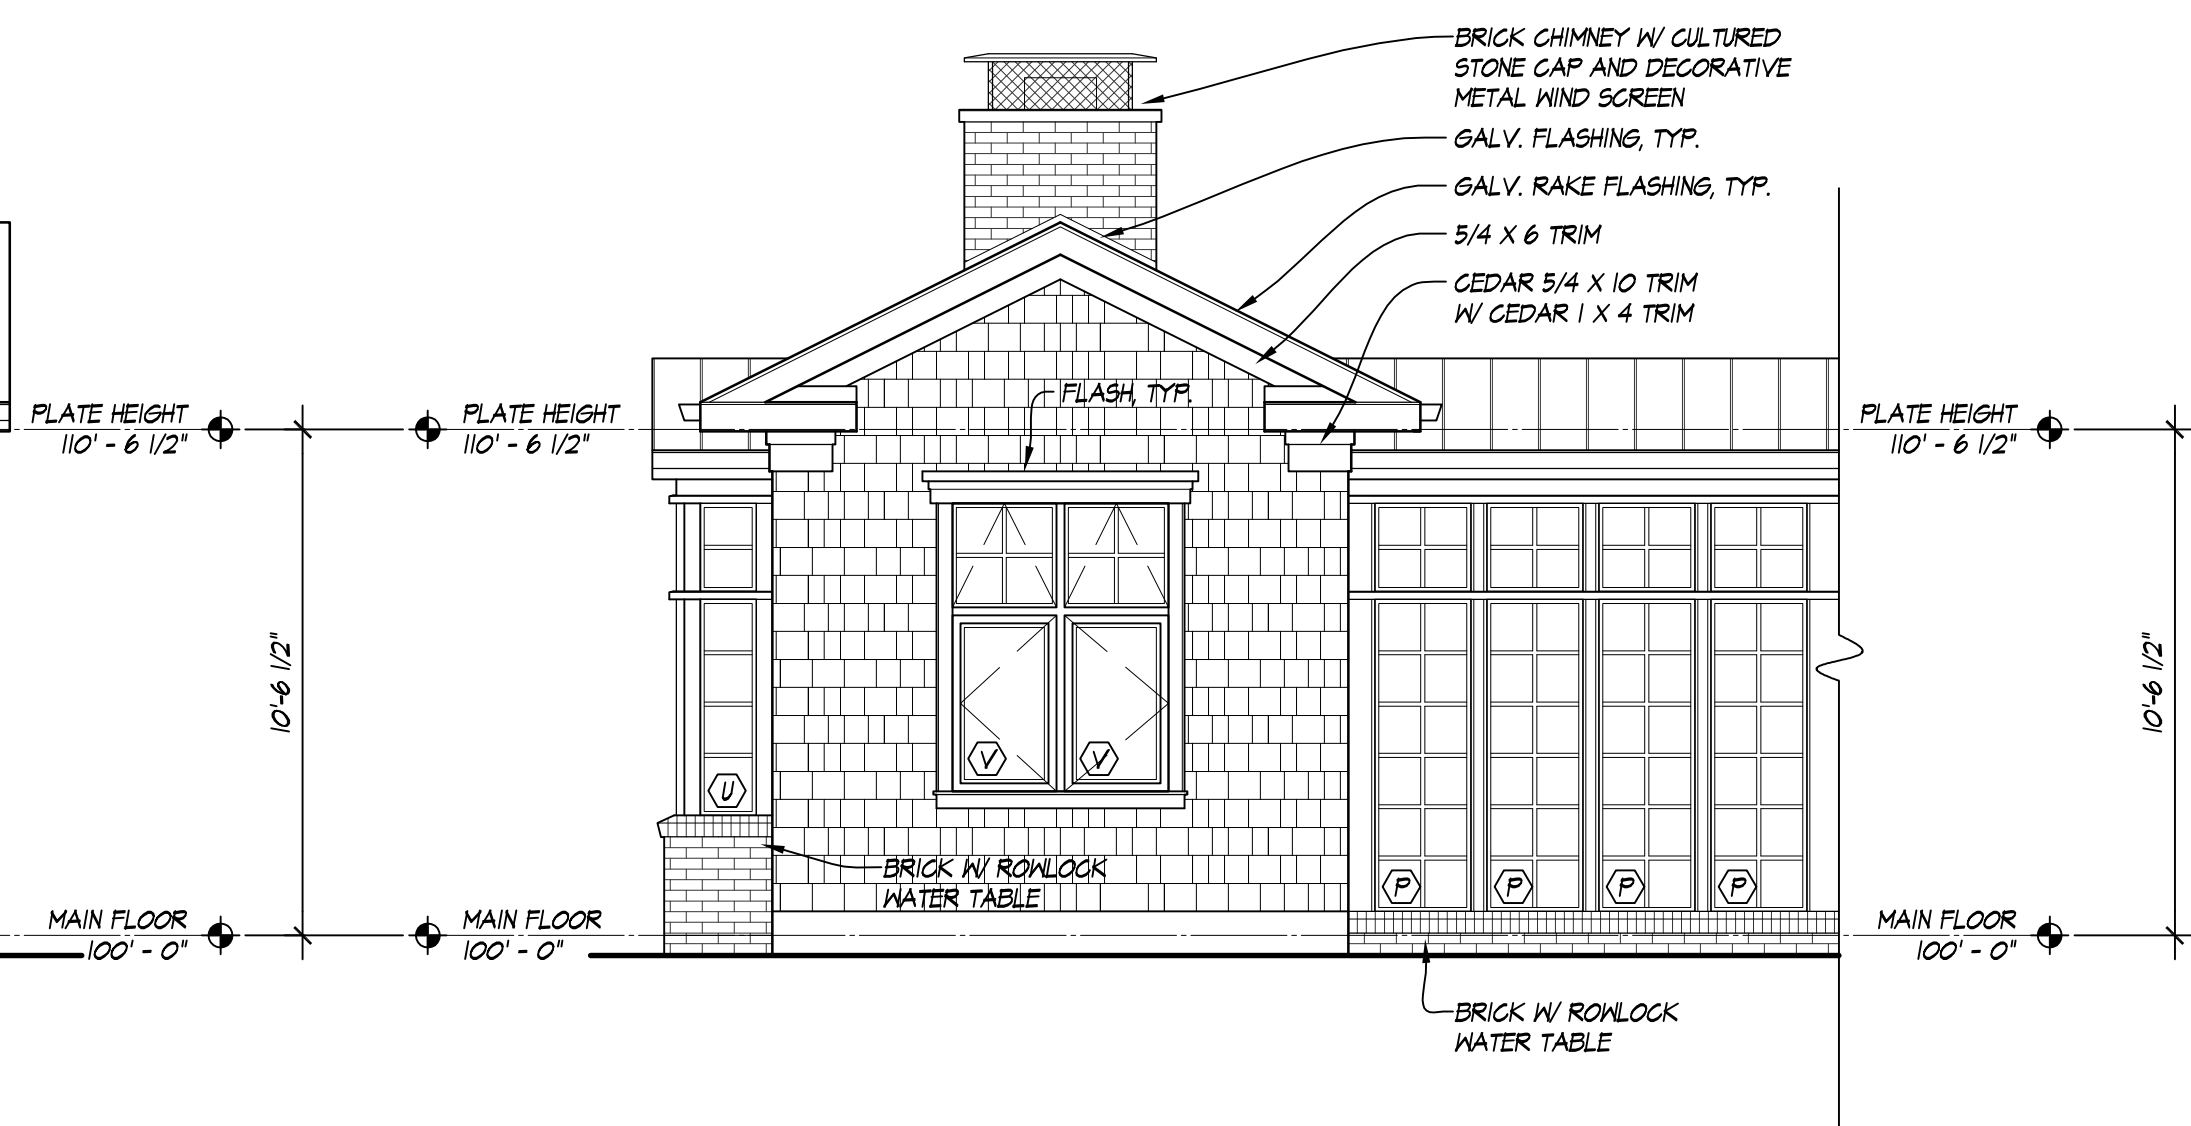 BRICK CHIMNEY W/ CULTURED
STONE CAP AND DECORATIVE
METAL WIND SCREEN
GALV. FLASHING, TYP.
GALV. RAKE FLASHING, TYP.
5/4 X 6 TRIM
CEDAR 5/4 X 10 TRIM
W/ CEDAR 1 X 4 TRIM
FLASH, TYP.
PLATE HEIGHT
110' - 6 1/2"
PLATE HEIGHT
110' - 6 1/2"
PLATE HEIGHT
110' - 6 1/2"
10'-6 1/2"
10'-6 1/2"
V
V
U
P
P
P
P
BRICK W/ ROWLOCK
WATER TABLE
MAIN FLOOR
100' - 0"
MAIN FLOOR
100' - 0"
MAIN FLOOR
100' - 0"
BRICK W/ ROWLOCK
WATER TABLE